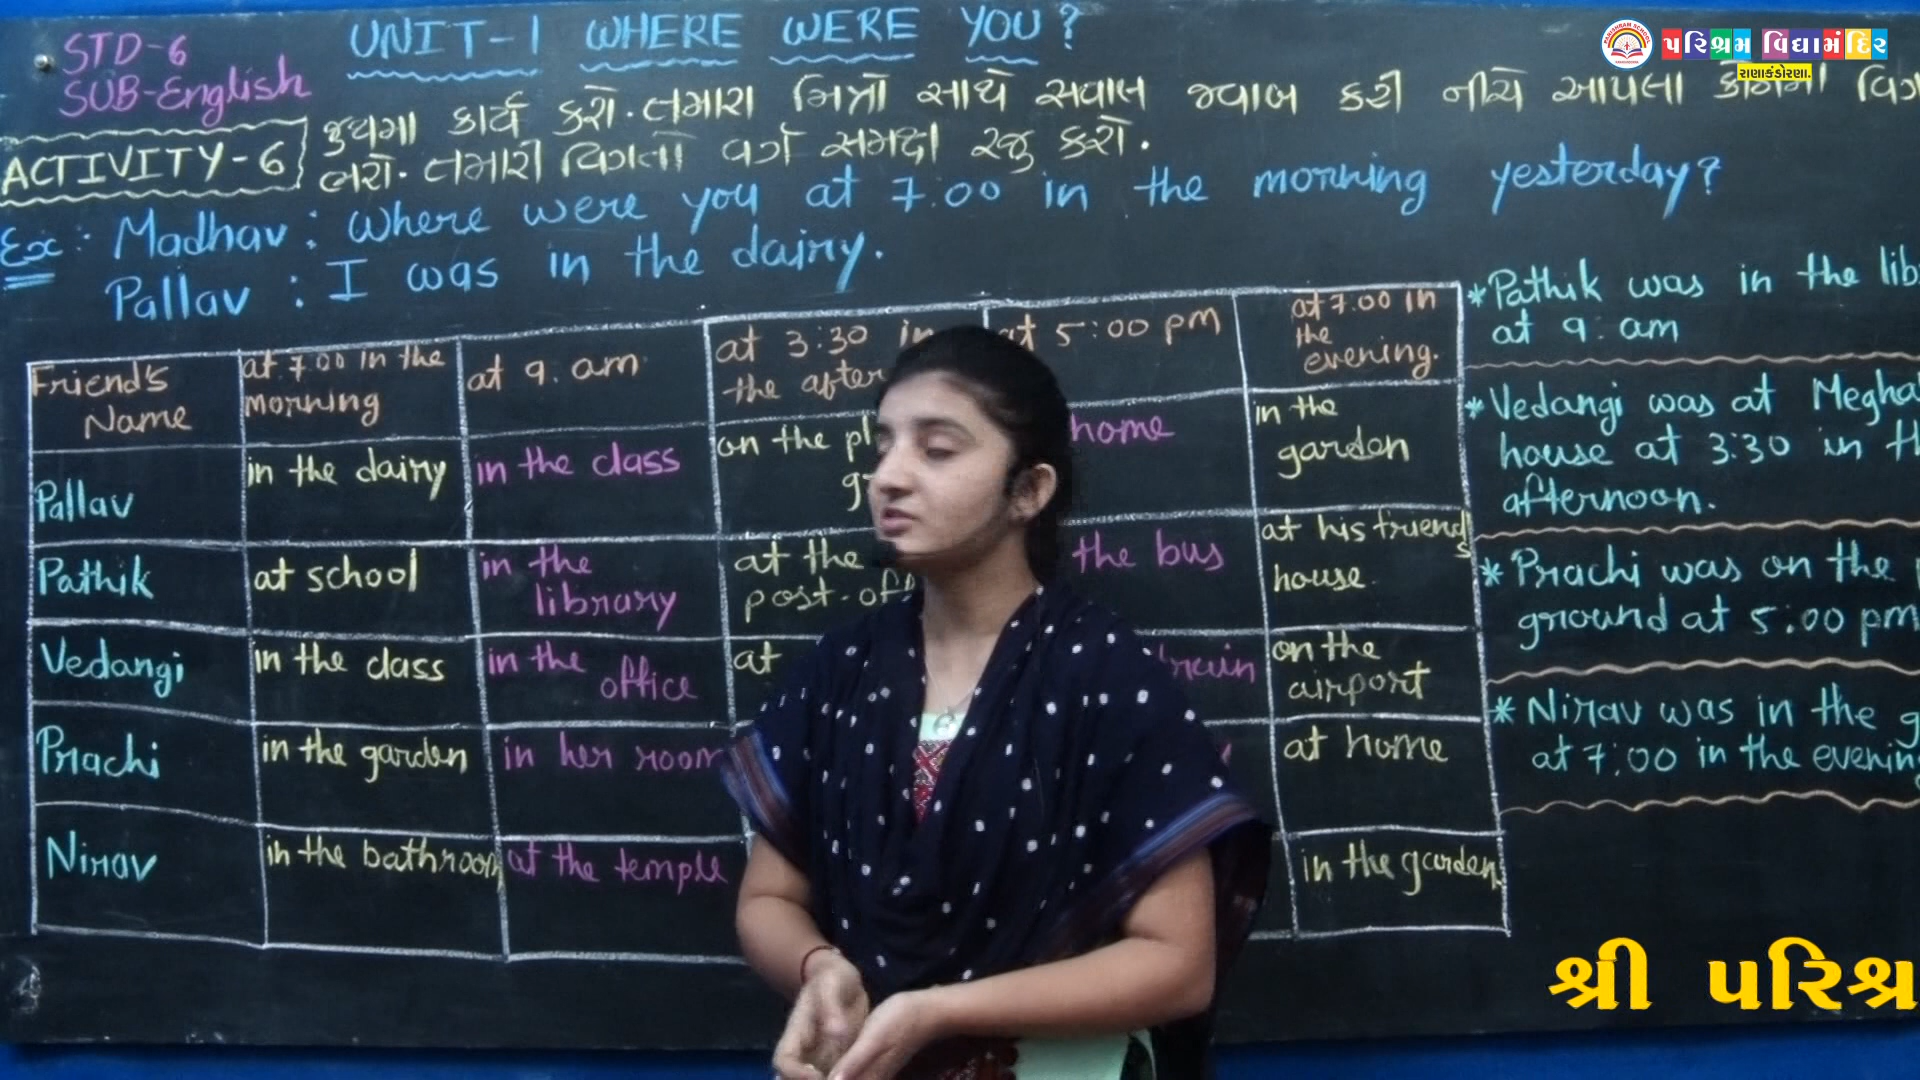 પરિશ્રમ વિદ્યામંદિર
રાણાકંડોરણા.
STD-6
SUB-English
UNIT-1 WHERE WERE YOU?
ACTIVITY-6
જુથમા કાર્ય કરો. તમારા મિત્રો સાથે સવાલ જવાબ કરી નીચે આપેલા
ભરો. તમારી વિગતો વર્ગ સમક્ષ રજુ કરો.
Ex: Madhav: Where were you at 7.00 in the morning yesterday?
Pallav: I was in the dairy.
Friend's Name
at 7.00 in the morning
at 9. am
at 3:30 in the
at 5:00 pm
at 7.00 in the evening.
Pallav
in the dairy
in the class
on the
home
in the garden
Pathik
at school
in the library
at the post
the bus
at his friend's house.
Vedangi
in the class
in the office
at
train
on the airport
Prachi
in the garden
in her room
at home
Nirav
in the bathroom
at the temple
in the garden.
*Pathik was in the
at 9. am
*Vedangi was at
house at 3:30 in
afternoon.
*Prachi was on the
ground at 5:00 pm
*Nirav was in the
at 7:00 in the evening
શ્રી